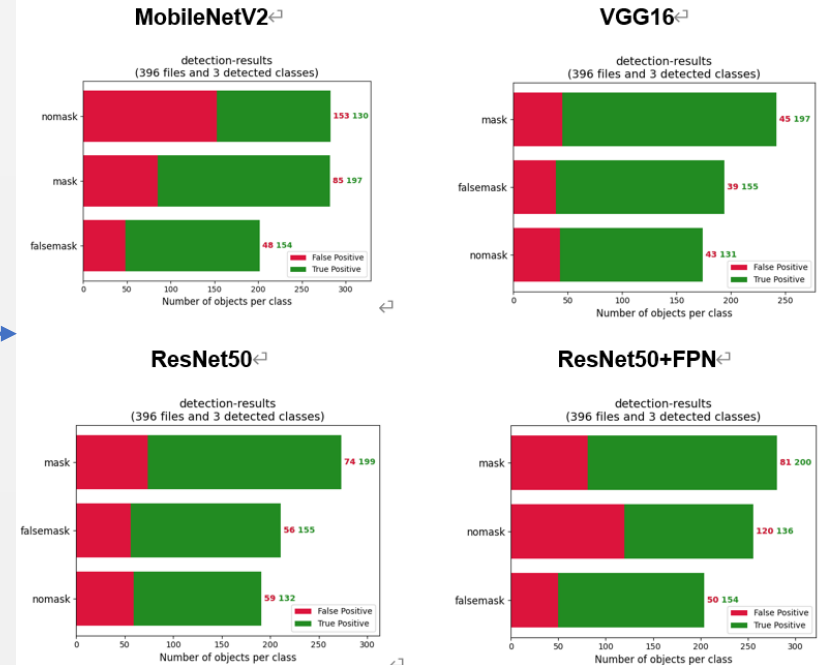 MobileNetV2
detection-results
(396 files and 3 detected classes)
nomask
153 130
mask
85 197
falsemask
48 154
False Positive
True Positive
0 50 100 150 200 250 300
Number of objects per class
VGG16
detection-results
(396 files and 3 detected classes)
mask
45 197
falsemask
39 155
nomask
43 131
False Positive
True Positive
0 50 100 150 200 250
Number of objects per class
ResNet50
detection-results
(396 files and 3 detected classes)
mask
74 199
falsemask
56 155
nomask
59 132
False Positive
True Positive
0 50 100 150 200 250 300
Number of objects per class
ResNet50+FPN
detection-results
(396 files and 3 detected classes)
mask
81 200
nomask
120 136
falsemask
50 154
False Positive
True Positive
0 50 100 150 200 250 300
Number of objects per class